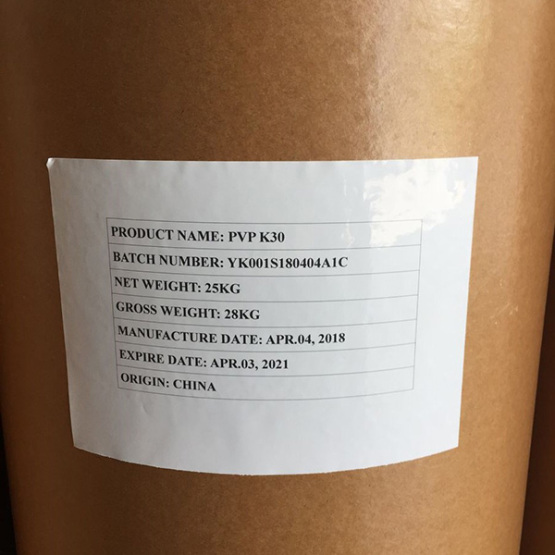 PRODUCT NAME: PVP K30
BATCH NUMBER: YK001S180404A1C
NET WEIGHT: 25KG
GROSS WEIGHT: 28KG
MANUFACTURE DATE: APR.04, 2018
EXPIRE DATE: APR.03, 2021
ORIGIN: CHINA